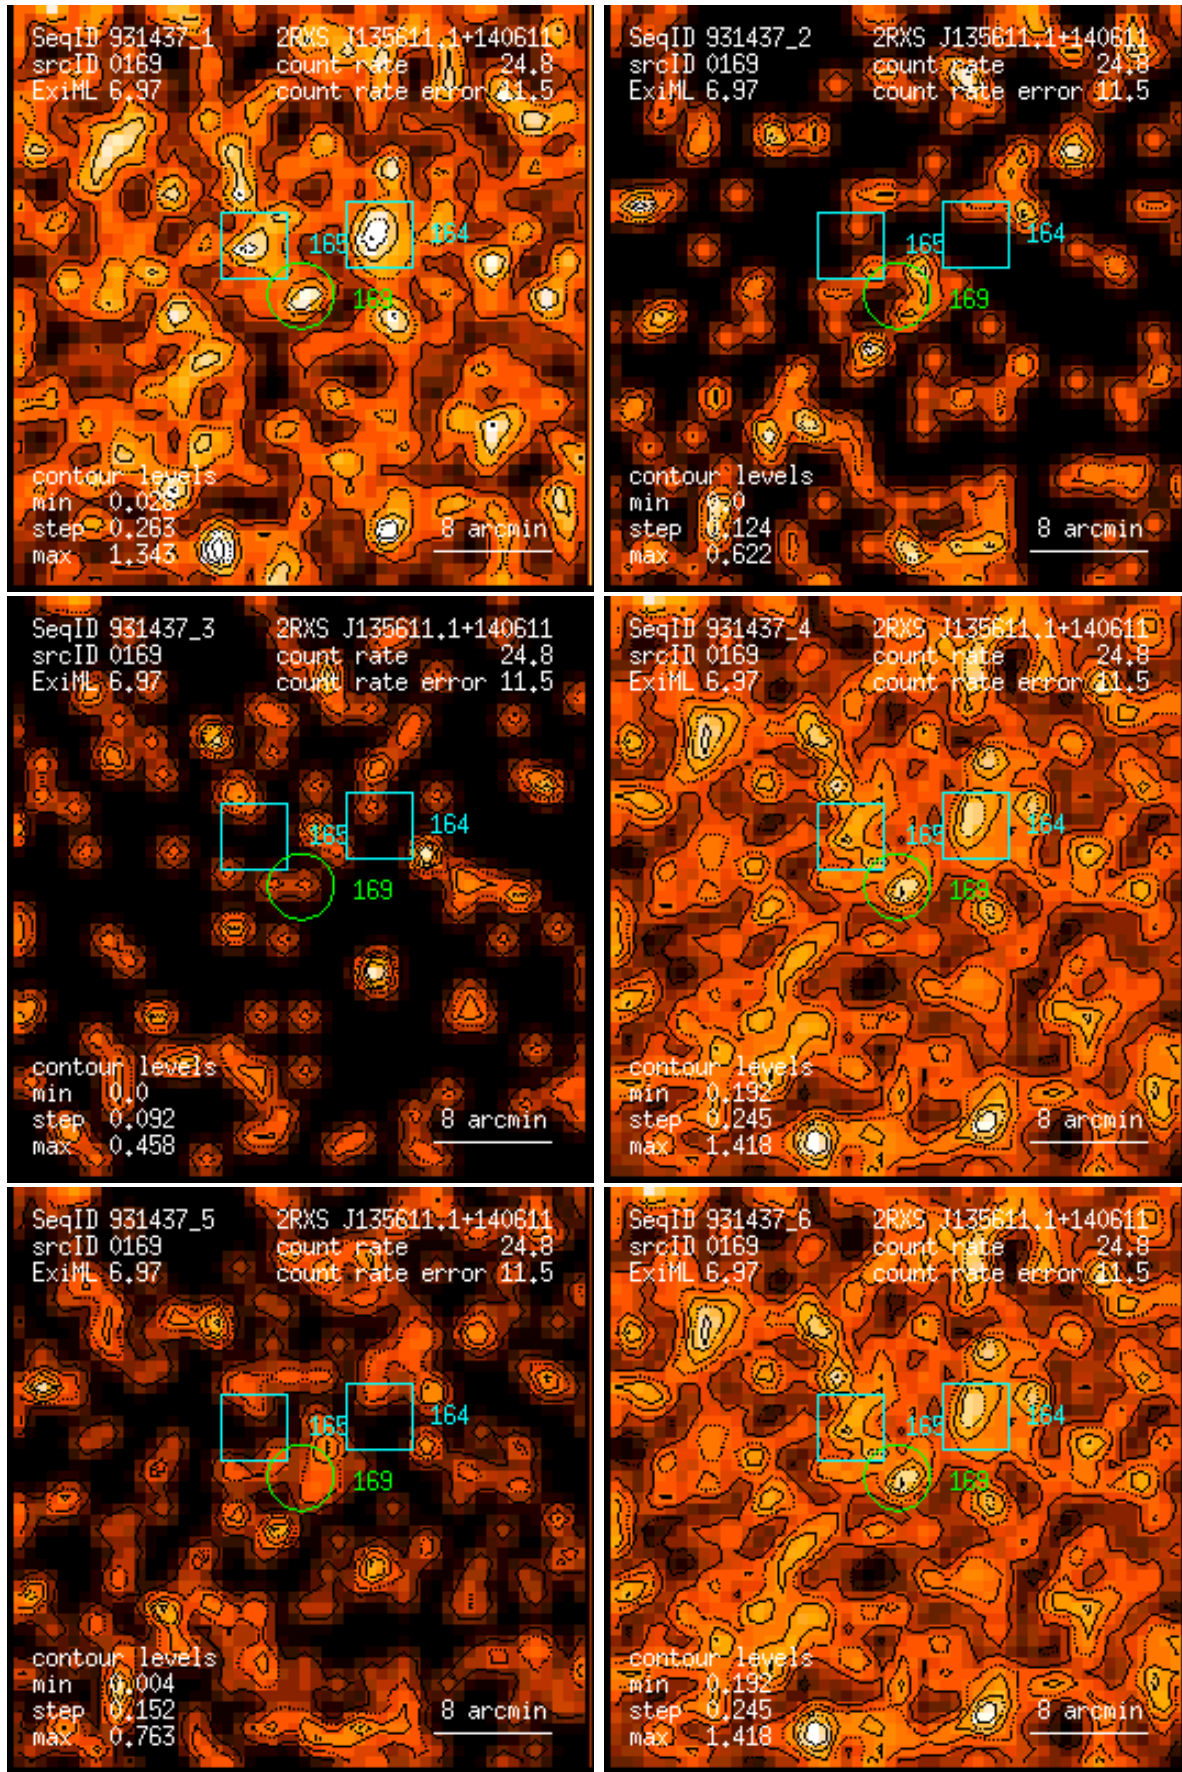 SeqID 931437_1 2RXS J135611.1+140611
srcID 0169 count rate 24.8
ExiML 6.97 count rate error 11.5
165 164
169
contour levels
min 0.026
step 0.263
max 1.343
8 arcmin
SeqID 931437_2 2RXS J135611.1+140611
srcID 0169 count rate 24.8
ExiML 6.97 count rate error 11.5
165 164
169
contour levels
min 0.0
step 0.124
max 0.622
8 arcmin
SeqID 931437_3 2RXS J135611.1+140611
srcID 0169 count rate 24.8
ExiML 6.97 count rate error 11.5
165 164
169
contour levels
min 0.0
step 0.092
max 0.458
8 arcmin
SeqID 931437_4 2RXS J135611.1+140611
srcID 0169 count rate 24.8
ExiML 6.97 count rate error 11.5
165 164
169
contour levels
min 0.192
step 0.245
max 1.418
8 arcmin
SeqID 931437_5 2RXS J135611.1+140611
srcID 0169 count rate 24.8
ExiML 6.97 count rate error 11.5
165 164
169
contour levels
min 0.004
step 0.152
max 0.763
8 arcmin
SeqID 931437_6 2RXS J135611.1+140611
srcID 0169 count rate 24.8
ExiML 6.97 count rate error 11.5
165 164
169
contour levels
min 0.192
step 0.245
max 1.418
8 arcmin